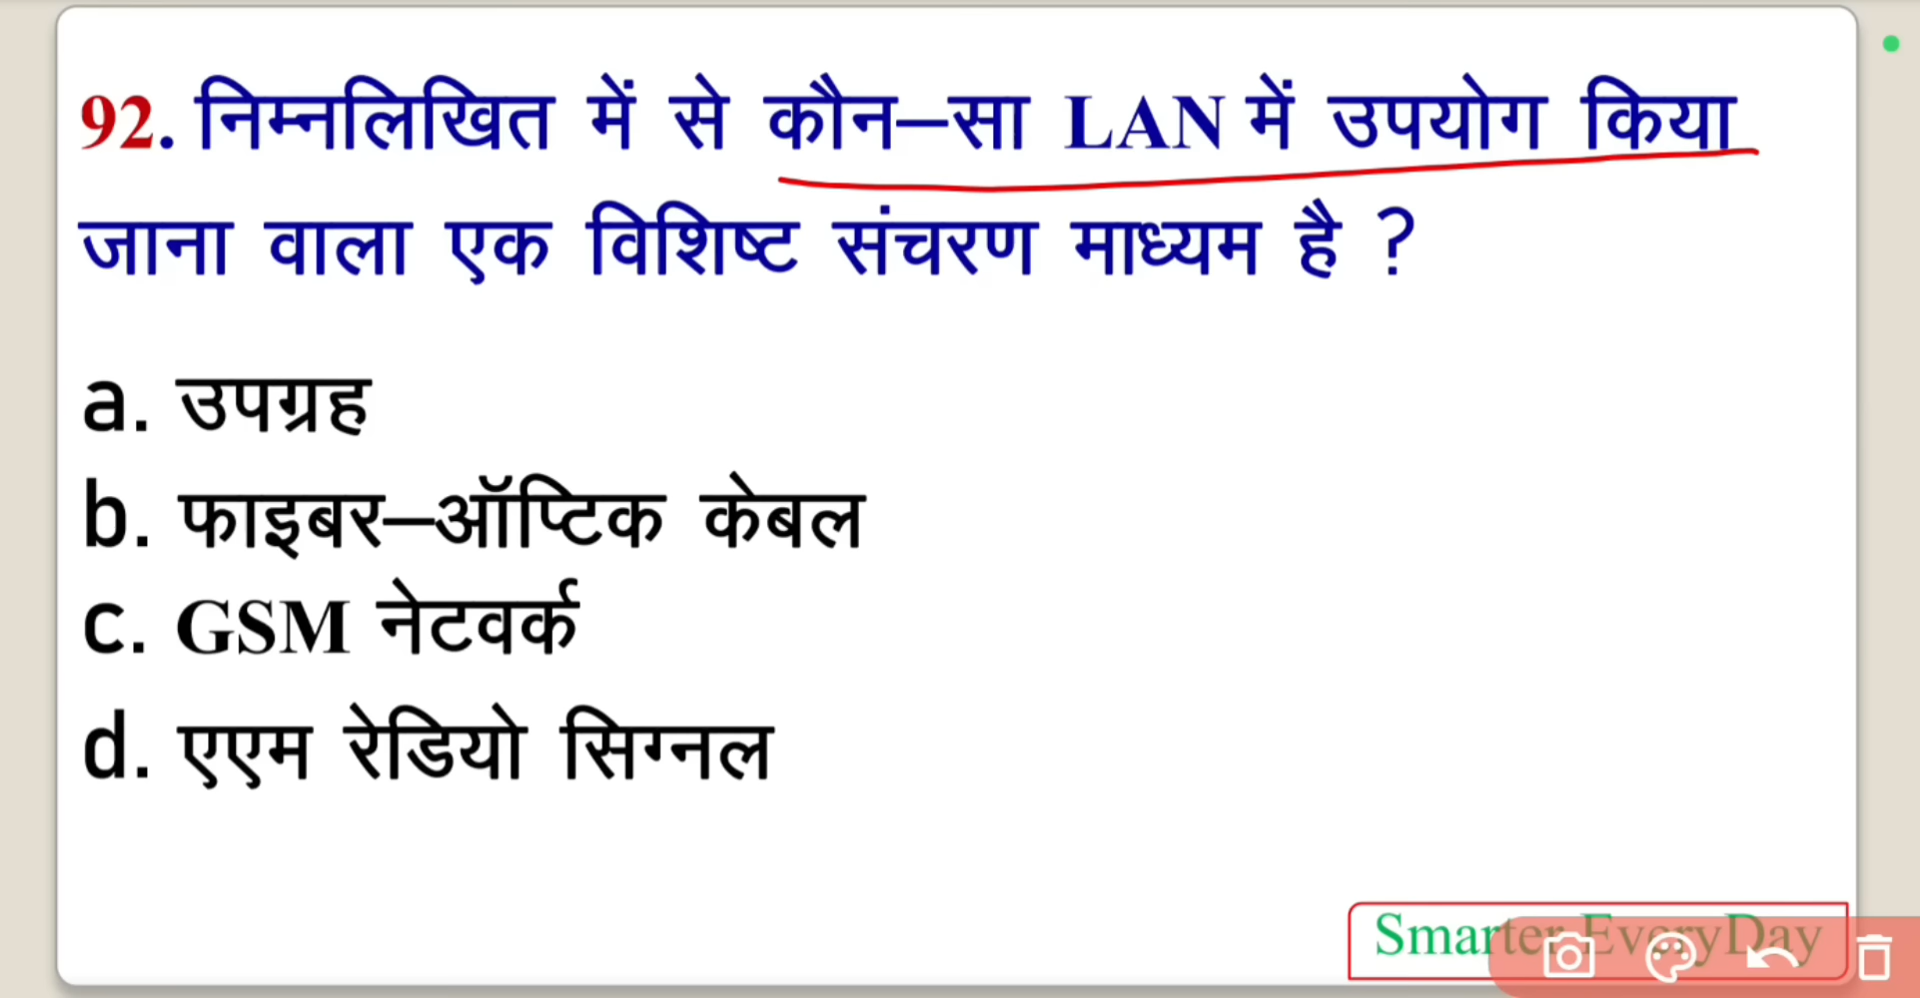 92. निम्नलिखित में से कौन–सा LAN में उपयोग किया
जाना वाला एक विशिष्ट संचरण माध्यम है ?
a. उपग्रह
b. फाइबर–ऑप्टिक केबल
c. GSM नेटवर्क
d. एएम रेडियो सिग्नल
Smarter EveryDay